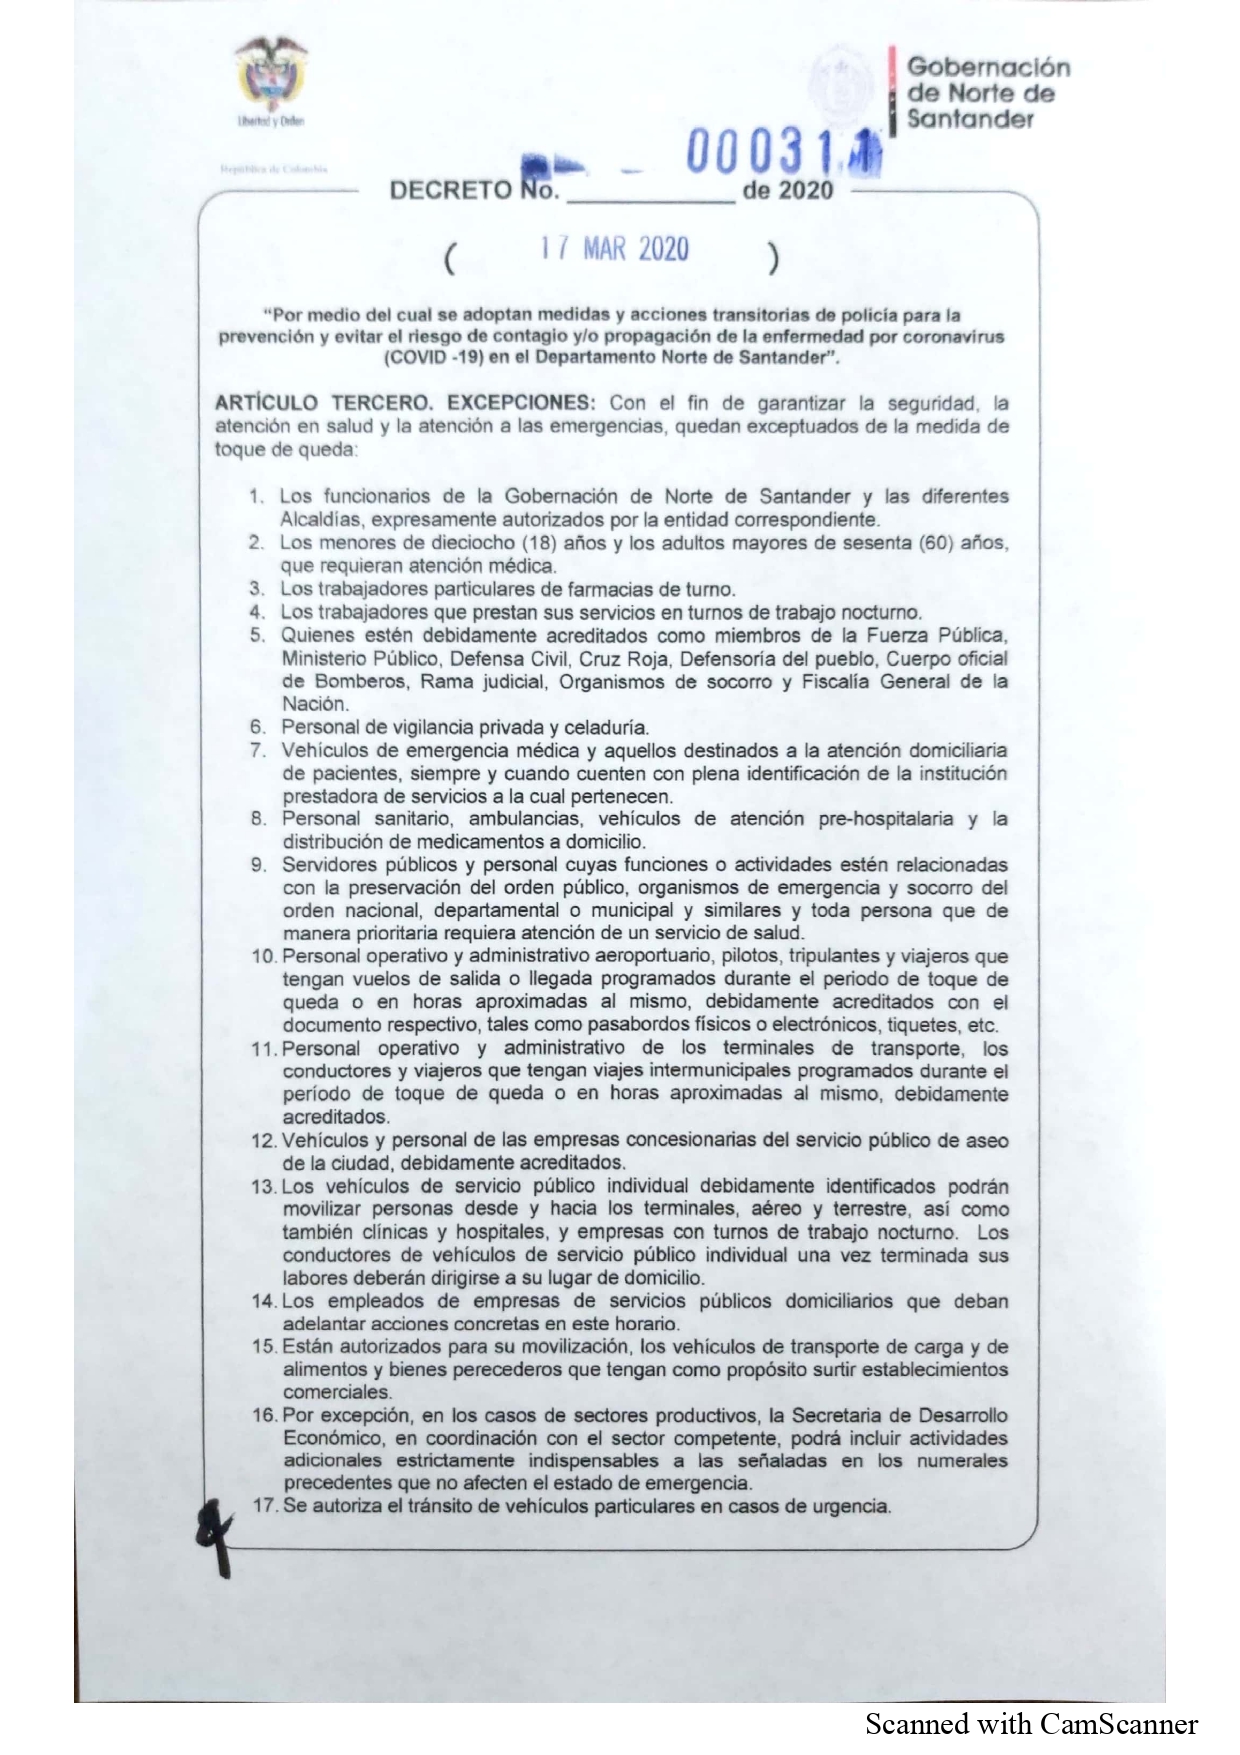 Libertad y Orden
República de Colombia
Gobernación
de Norte de
Santander
DECRETO No. ____________ de 2020
( 17 MAR 2020 )
"Por medio del cual se adoptan medidas y acciones transitorias de policía para la
prevención y evitar el riesgo de contagio y/o propagación de la enfermedad por coronavirus
(COVID -19) en el Departamento Norte de Santander".
ARTÍCULO TERCERO. EXCEPCIONES: Con el fin de garantizar la seguridad, la
atención en salud y la atención a las emergencias, quedan exceptuados de la medida de
toque de queda:
1. Los funcionarios de la Gobernación de Norte de Santander y las diferentes
Alcaldías, expresamente autorizados por la entidad correspondiente.
2. Los menores de dieciocho (18) años y los adultos mayores de sesenta (60) años,
que requieran atención médica.
3. Los trabajadores particulares de farmacias de turno.
4. Los trabajadores que prestan sus servicios en turnos de trabajo nocturno.
5. Quienes estén debidamente acreditados como miembros de la Fuerza Pública,
Ministerio Público, Defensa Civil, Cruz Roja, Defensoría del pueblo, Cuerpo oficial
de Bomberos, Rama judicial, Organismos de socorro y Fiscalía General de la
Nación.
6. Personal de vigilancia privada y celaduría.
7. Vehículos de emergencia médica y aquellos destinados a la atención domiciliaria
de pacientes, siempre y cuando cuenten con plena identificación de la institución
prestadora de servicios a la cual pertenecen.
8. Personal sanitario, ambulancias, vehículos de atención pre-hospitalaria y la
distribución de medicamentos a domicilio.
9. Servidores públicos y personal cuyas funciones o actividades estén relacionadas
con la preservación del orden público, organismos de emergencia y socorro del
orden nacional, departamental o municipal y similares y toda persona que de
manera prioritaria requiera atención de un servicio de salud.
10. Personal operativo y administrativo aeroportuario, pilotos, tripulantes y viajeros que
tengan vuelos de salida o llegada programados durante el periodo de toque de
queda o en horas aproximadas al mismo, debidamente acreditados con el
documento respectivo, tales como pasabordos físicos o electrónicos, tiquetes, etc.
11. Personal operativo y administrativo de los terminales de transporte, los
conductores y viajeros que tengan viajes intermunicipales programados durante el
período de toque de queda o en horas aproximadas al mismo, debidamente
acreditados.
12. Vehículos y personal de las empresas concesionarias del servicio público de aseo
de la ciudad, debidamente acreditados.
13. Los vehículos de servicio público individual debidamente identificados podrán
movilizar personas desde y hacia los terminales, aéreo y terrestre, así como
también clínicas y hospitales, y empresas con turnos de trabajo nocturno. Los
conductores de vehículos de servicio público individual una vez terminada sus
labores deberán dirigirse a su lugar de domicilio.
14. Los empleados de empresas de servicios públicos domiciliarios que deban
adelantar acciones concretas en este horario.
15. Están autorizados para su movilización, los vehículos de transporte de carga y de
alimentos y bienes perecederos que tengan como propósito surtir establecimientos
comerciales.
16. Por excepción, en los casos de sectores productivos, la Secretaria de Desarrollo
Económico, en coordinación con el sector competente, podrá incluir actividades
adicionales estrictamente indispensables a las señaladas en los numerales
precedentes que no afecten el estado de emergencia.
17. Se autoriza el tránsito de vehículos particulares en casos de urgencia.
Scanned with CamScanner